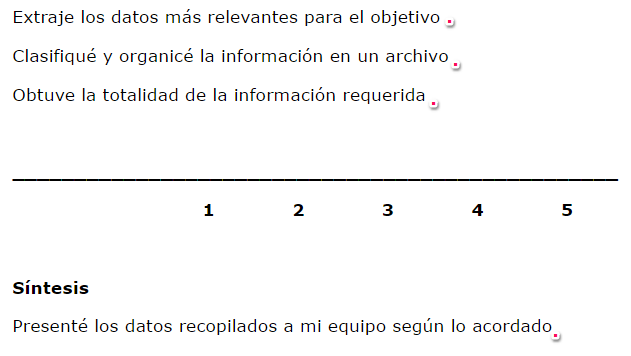 Extraje los datos más relevantes para el objetivo .
Clasifiqué y organicé la información en un archivo .
Obtuve la totalidad de la información requerida .
1 2 3 4 5
Síntesis
Presenté los datos recopilados a mi equipo según lo acordado.